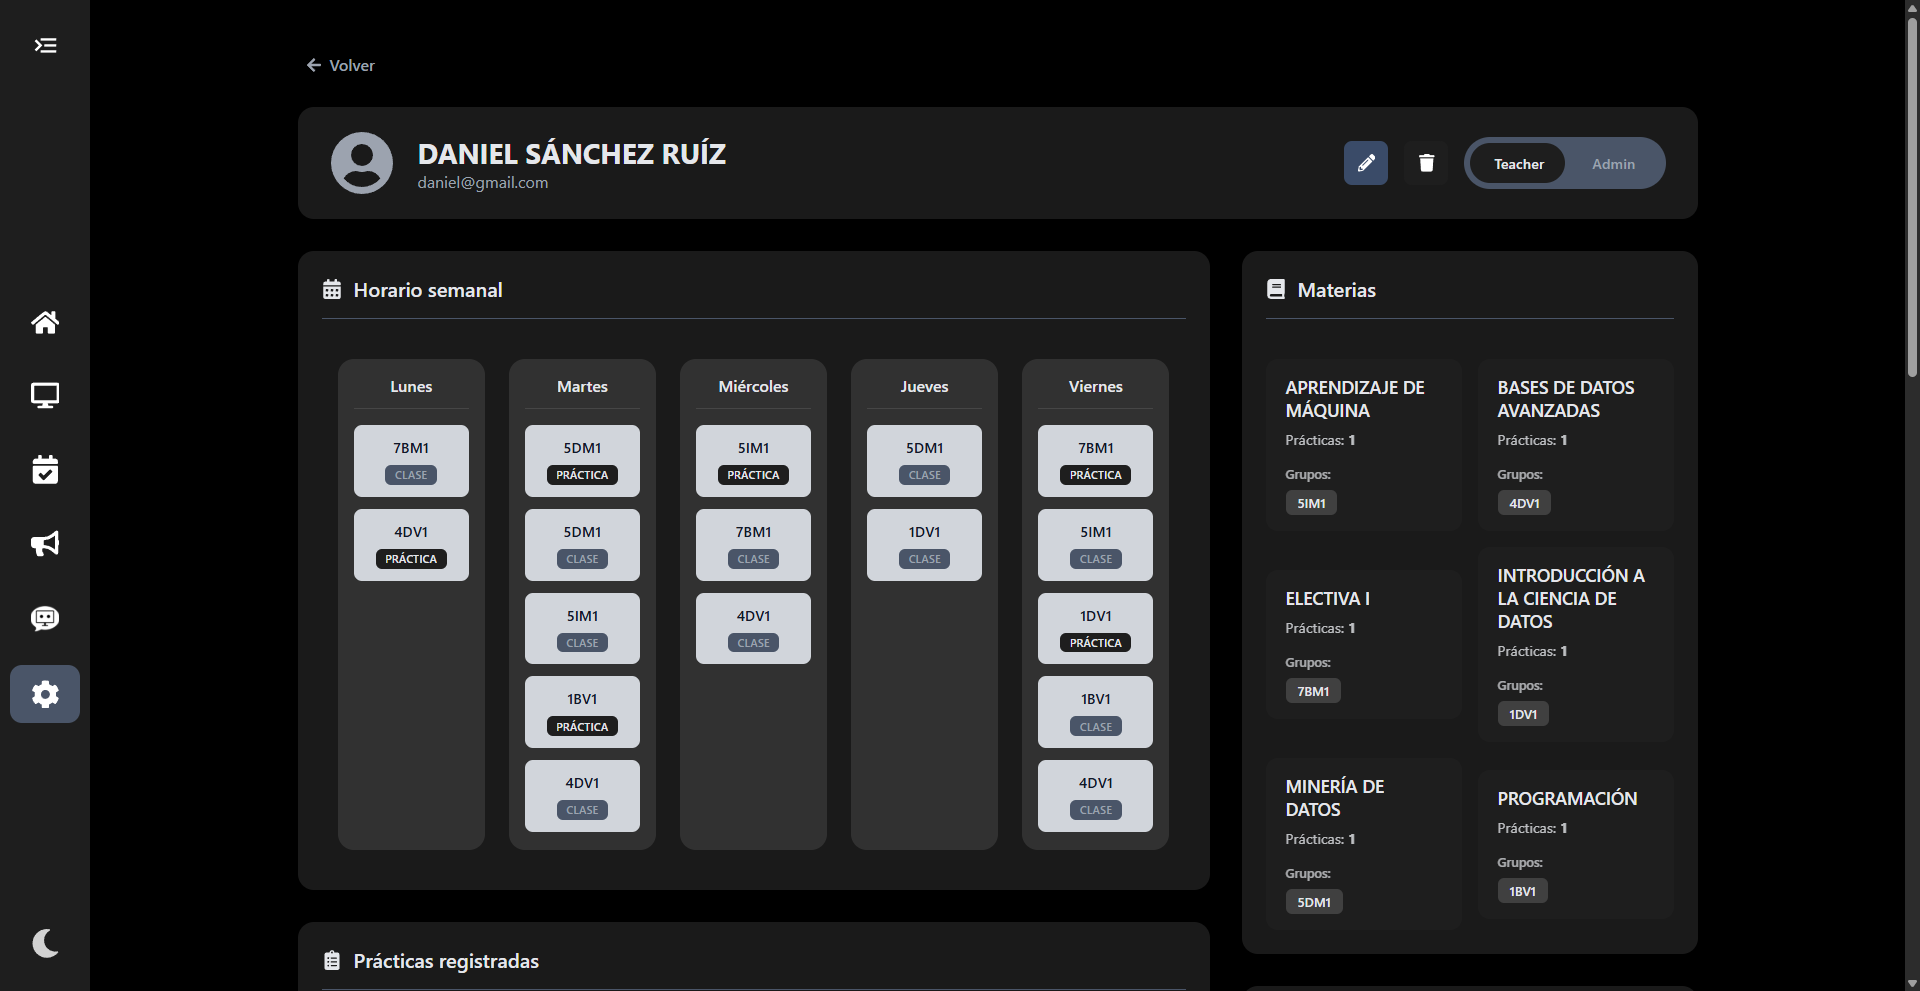 Volver
DANIEL SÁNCHEZ RUÍZ
daniel@gmail.com
Teacher
Admin
Horario semanal
Lunes
7BM1
CLASE
4DV1
PRÁCTICA
Martes
5DM1
PRÁCTICA
5DM1
CLASE
5IM1
CLASE
1BV1
PRÁCTICA
4DV1
CLASE
Miércoles
5IM1
PRÁCTICA
7BM1
CLASE
4DV1
CLASE
Jueves
5DM1
CLASE
1DV1
CLASE
Viernes
7BM1
PRÁCTICA
5IM1
CLASE
1DV1
PRÁCTICA
1BV1
CLASE
4DV1
CLASE
Materias
APRENDIZAJE DE
MÁQUINA
Prácticas: 1
Grupos:
5IM1
BASES DE DATOS
AVANZADAS
Prácticas: 1
Grupos:
4DV1
ELECTIVA I
Prácticas: 1
Grupos:
7BM1
INTRODUCCIÓN A
LA CIENCIA DE
DATOS
Prácticas: 1
Grupos:
1DV1
MINERÍA DE
DATOS
Prácticas: 1
Grupos:
5DM1
PROGRAMACIÓN
Prácticas: 1
Grupos:
1BV1
Prácticas registradas